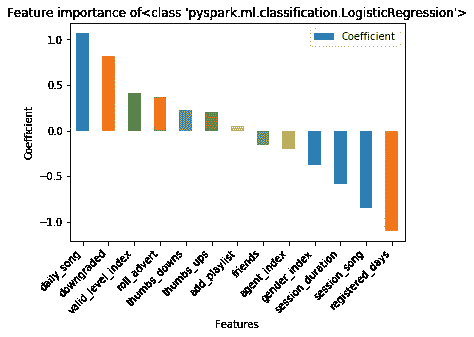 Feature importance of<class 'pyspark.ml.classification.LogisticRegression'>
Coefficient
1.0
0.5
0.0
−0.5
−1.0
Coefficient
daily_song
downgraded
valid_level_index
roll_advert
thumbs_downs
thumbs_ups
add_playlist
friends
agent_index
gender_index
session_duration
session_song
registered_days
Features